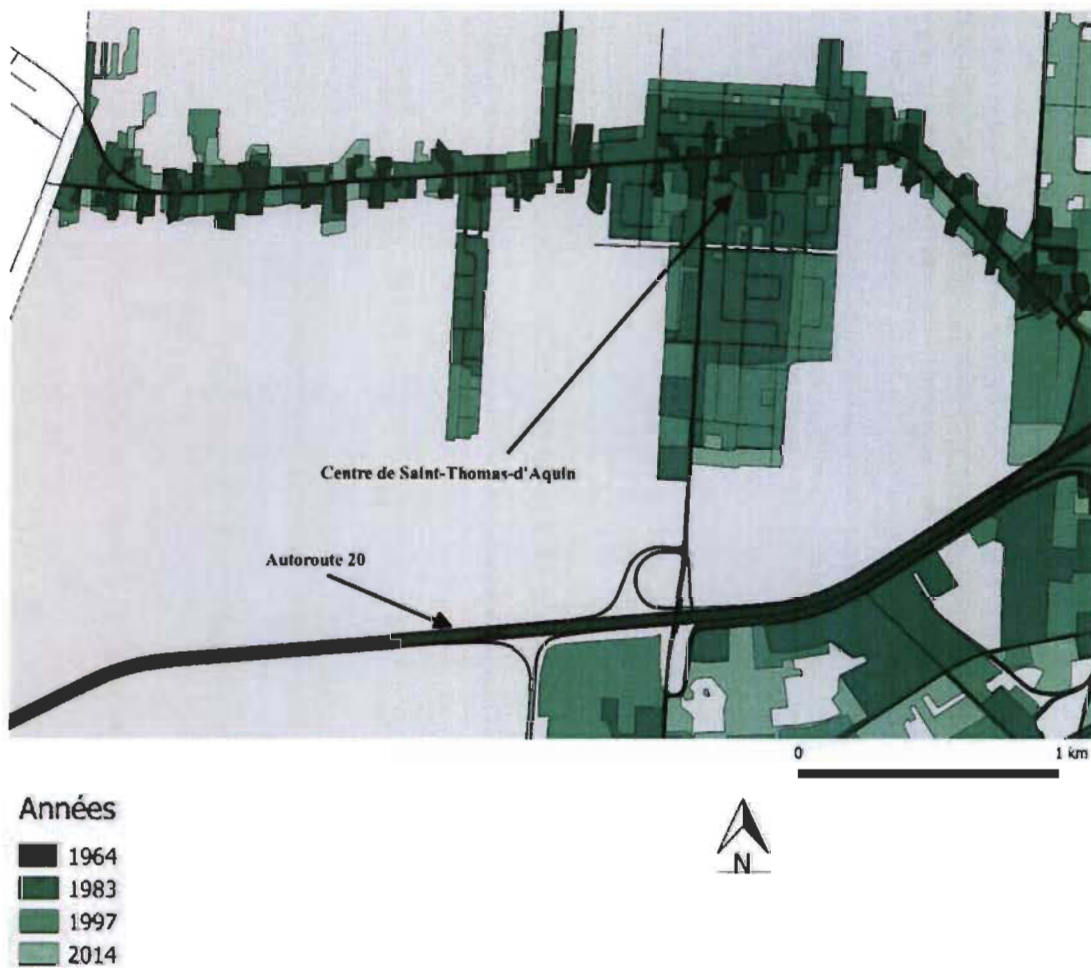 Centre de Saint-Thomas-d'Aquin
Autoroute 20
0 1 km
N
Années
1964
1983
1997
2014